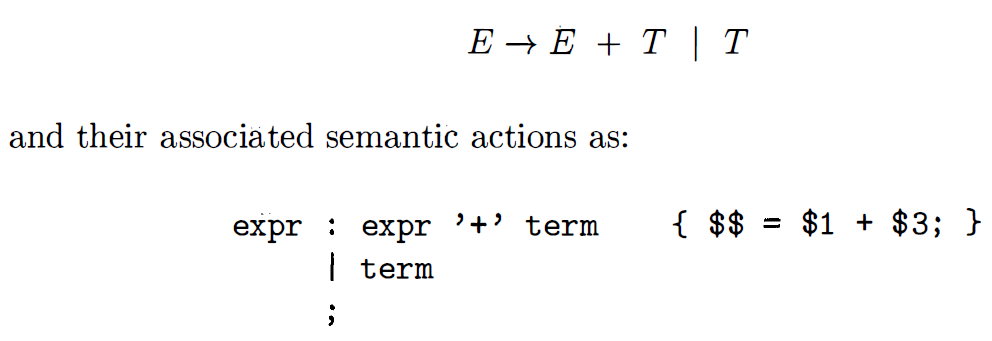 E → E + T | T
and their associated semantic actions as:
expr : expr '+' term { $$ = $1 + $3; }
| term
;